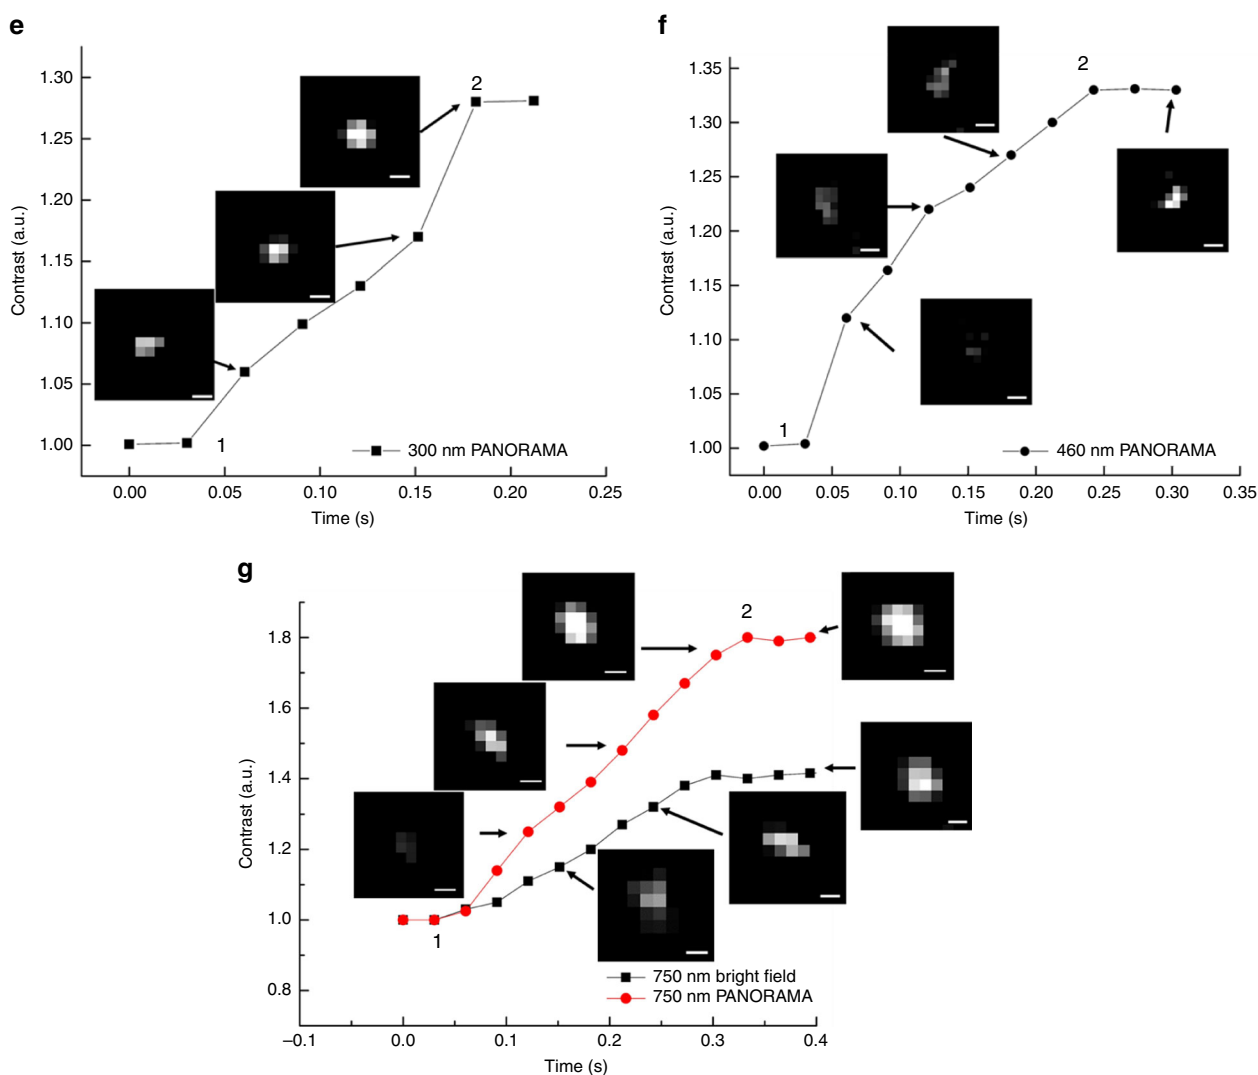 e
1.30
1.25
1.20
1.15
1.10
1.05
1.00
Contrast (a.u.)
2
1
300 nm PANORAMA
0.00 0.05 0.10 0.15 0.20 0.25
Time (s)
f
1.35
1.30
1.25
1.20
1.15
1.10
1.05
1.00
Contrast (a.u.)
2
1
460 nm PANORAMA
0.00 0.05 0.10 0.15 0.20 0.25 0.30 0.35
Time (s)
g
1.8
1.6
1.4
1.2
1.0
0.8
Contrast (a.u.)
2
1
750 nm bright field
750 nm PANORAMA
−0.1 0.0 0.1 0.2 0.3 0.4
Time (s)